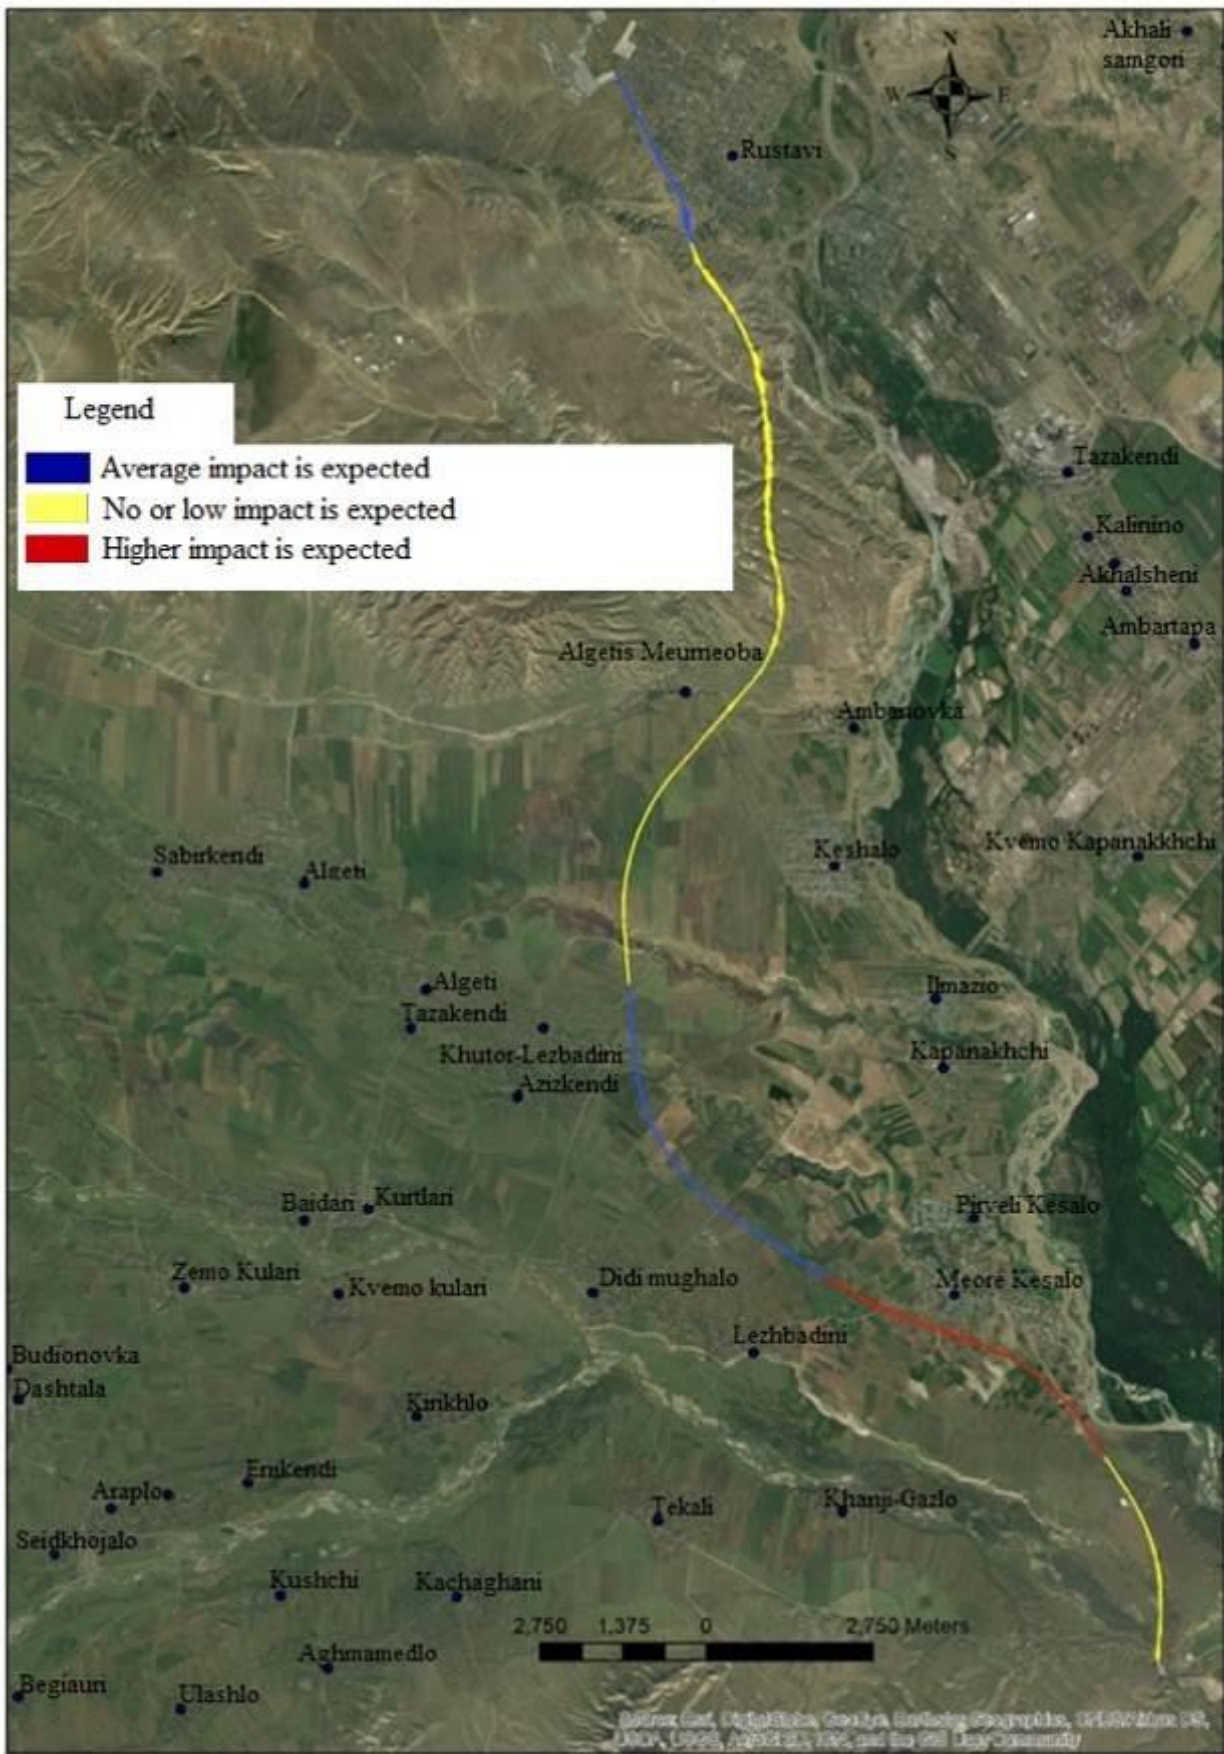 Akhali
samgori
N
W E
S
Rustavi
Legend
Average impact is expected
No or low impact is expected
Higher impact is expected
Tazakendi
Kalinino
Akhalsheni
Ambartapa
Algetis Meumeoba
Ambarovka
Sabirkendi
Algeti
Keshalo
Kvemo Kapanakkhchi
Algeti
Tazakendi
Ilmazio
Khutor-Lezbadini
Kapanakhchi
Azizkendi
Baidari
Kurtlari
Pirveli Kesalo
Zemo Kulari
Kvemo kulari
Didi mughalo
Meore Kesalo
Lezhbadini
Budionovka
Dashtala
Kirikhlo
Emkendi
Araplo
Tekali
Khanji-Gazlo
Seidkhojalo
Kushchi
Kachaghani
2,750 1,375 0 2,750 Meters
Aghmamedlo
Begiauri
Ulashlo